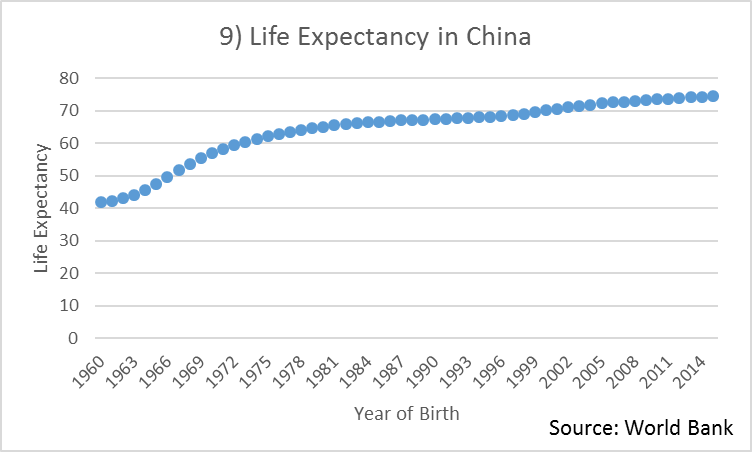 9) Life Expectancy in China
Life Expectancy
80
70
60
50
40
30
20
10
0
1960 1963 1966 1969 1972 1975 1978 1981 1984 1987 1990 1993 1996 1999 2002 2005 2008 2011 2014
Year of Birth
Source: World Bank